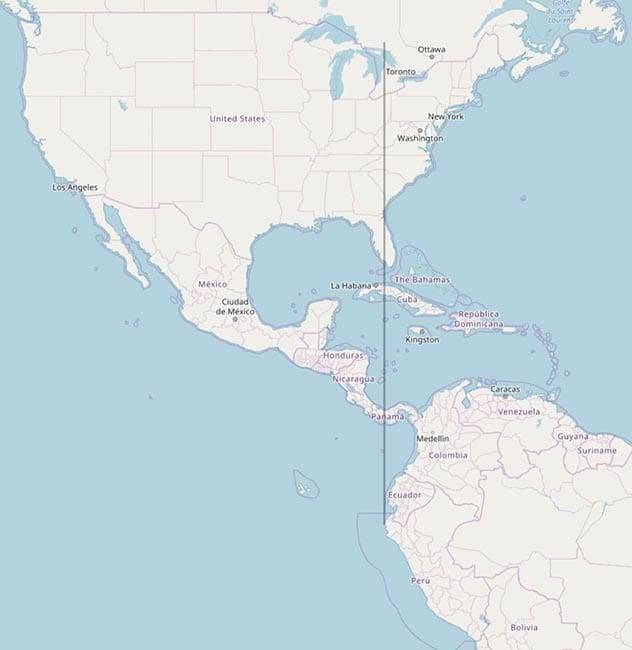 Golfe
du Saint-
Laurent
Ottawa
Toronto
United States
New York
Washington
Los Angeles
The Bahamas
México
La Habana
Cuba
Ciudad
de México
República
Dominicana
Kingston
Honduras
Nicaragua
Caracas
Panamá
Venezuela
Medellín
Guyana
Colombia
Suriname
Ecuador
Perú
Bolivia